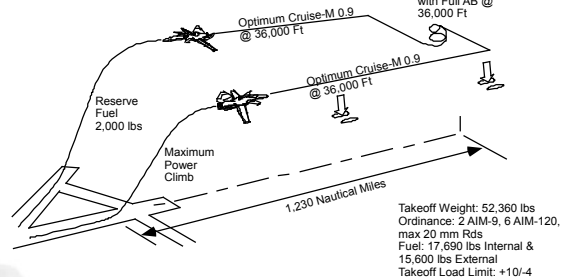 with Full AB @
36,000 Ft
Optimum Cruise-M 0.9
@ 36,000 Ft
Optimum Cruise-M 0.9
@ 36,000 Ft
Reserve
Fuel
2,000 lbs
Maximum
Power
Climb
1,230 Nautical Miles
Takeoff Weight: 52,360 lbs
Ordinance: 2 AIM-9, 6 AIM-120,
max 20 mm Rds
Fuel: 17,690 lbs Internal &
15,600 lbs External
Takeoff Load Limit: +10/-4